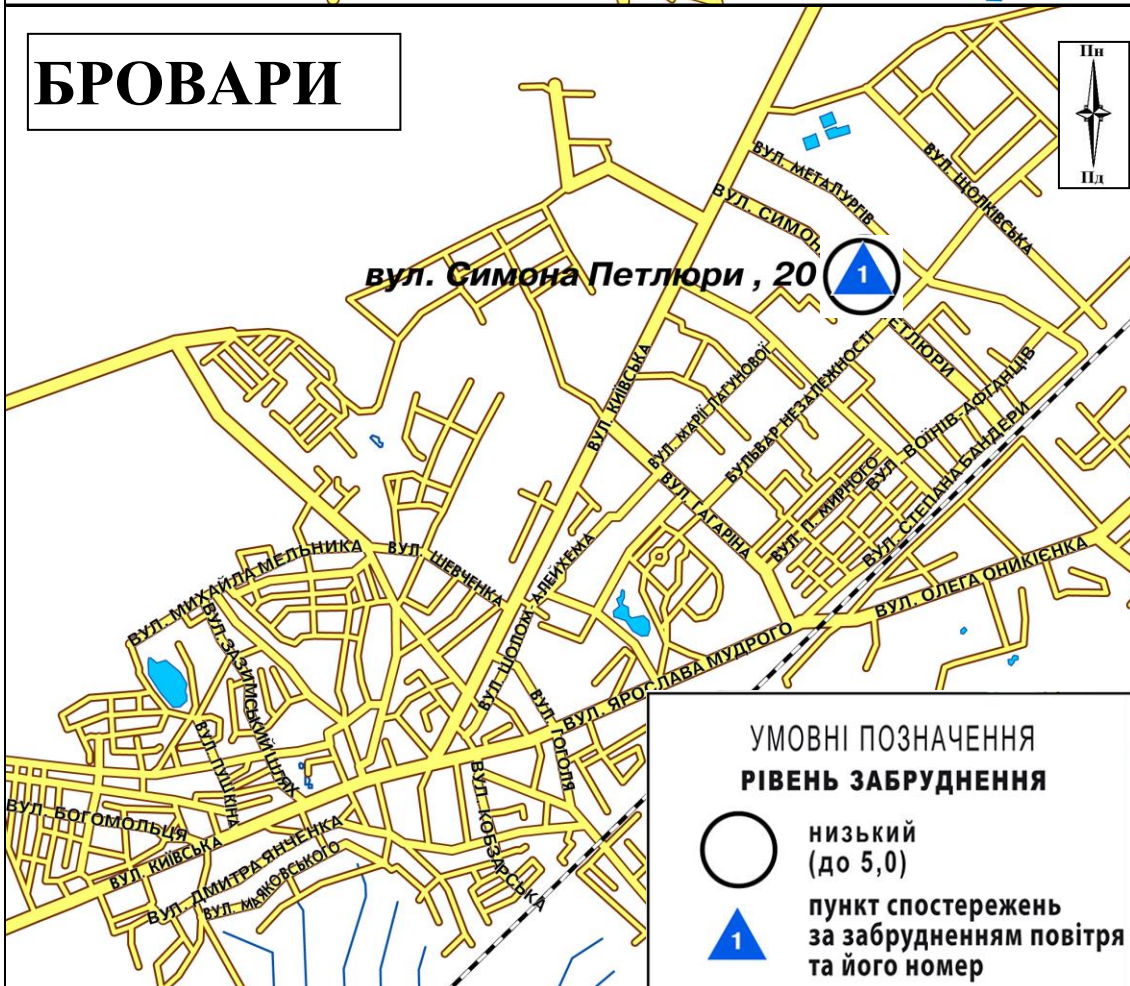 БРОВАРИ
Пн
Пд
ВУЛ. МЕТАЛУРГІВ
ВУЛ. ЩОЛКІВСЬКА
ВУЛ. СИМОН
вул. Симона Петлюри , 20
1
ЕТЛЮРИ
ВУЛ. КИЇВСЬКА
ВУЛ. МАРІЇ ЛАГУНОВОЇ
БУЛЬВАР НЕЗАЛЕЖНОСТІ
ВУЛ. ВОЇНІВ-АФГАНЦІВ
ВУЛ. СТЕПАНА БАНДЕРИ
ВУЛ. П. МИРНОГО
ВУЛ. ГАГАРІНА
ВУЛ. ШЕВЧЕНКА
ВУЛ. МИХАЙЛА МЕЛЬНИКА
ВУЛ. ШОЛОМ-АЛЕЙХЕМА
ВУЛ. ОЛЕГА ОНИКІЄНКА
ВУЛ. ЗАЗИМСЬКИЙ ШЛЯХ
ВУЛ. ЯРОСЛАВА МУДРОГО
ВУЛ. ГОГОЛЯ
ВУЛ. ПУШКІНА
ВУЛ. БОГОМОЛЬЦЯ
ВУЛ. КИЇВСЬКА
ВУЛ. КОБЗАРСЬКА
ВУЛ. ДМИТРА ЯНЧЕНКА
ВУЛ. МАЯКОВСЬКОГО
УМОВНІ ПОЗНАЧЕННЯ
РІВЕНЬ ЗАБРУДНЕННЯ
низький
(до 5,0)
1
пункт спостережень
за забрудненням повітря
та його номер